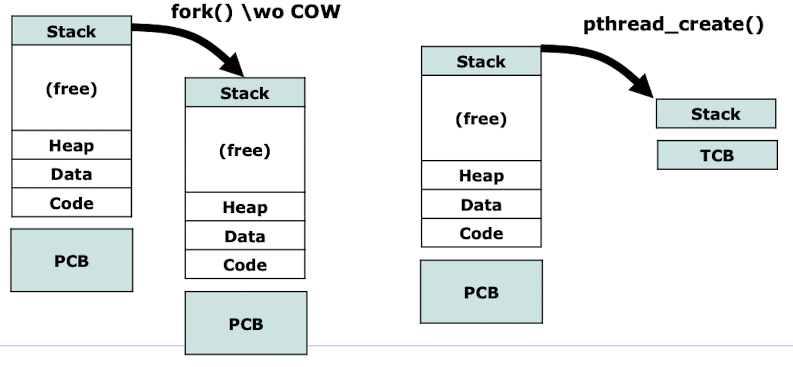 fork() \wo COW
Stack
(free)
Heap
Data
Code
PCB
Stack
(free)
Heap
Data
Code
PCB
pthread_create()
Stack
(free)
Heap
Data
Code
PCB
Stack
TCB